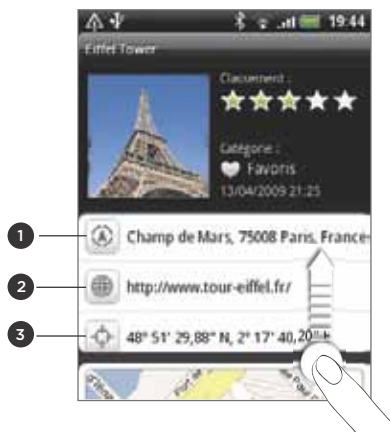 19:44
Eiffel Tower
Classement :
Catégorie :
Favoris
13/04/2009 21:25
1
Champ de Mars, 75008 Paris, France
2
http://www.tour-eiffel.fr/
3
48° 51' 29,88" N, 2° 17' 40,20" E